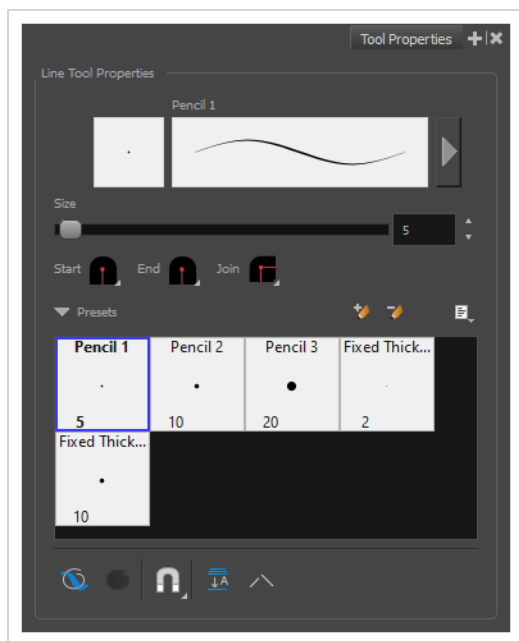 Tool Properties
Line Tool Properties
Pencil 1
Size
5
Start End Join
Presets
Pencil 1 Pencil 2 Pencil 3 Fixed Thick...
5 10 20 2
Fixed Thick...
10
A